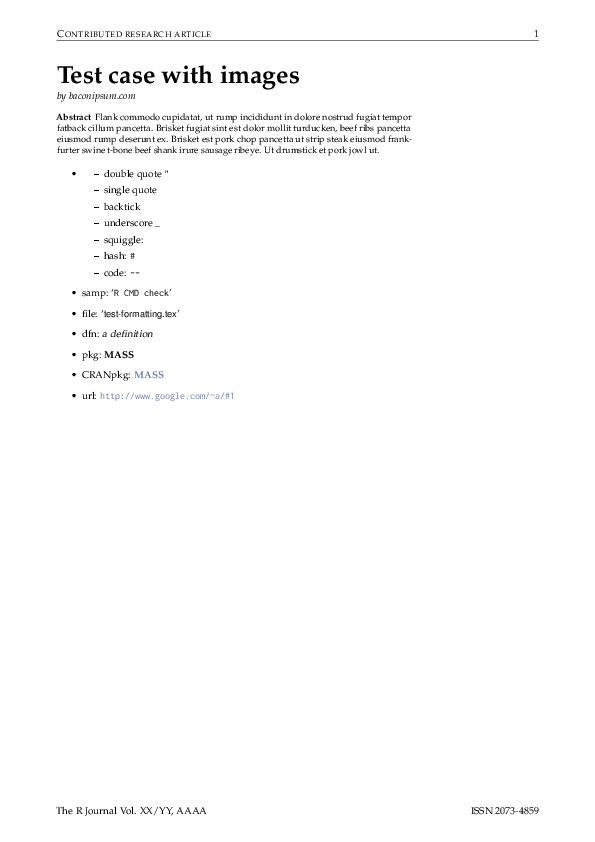 CONTRIBUTED RESEARCH ARTICLE 1
Test case with images
by baconipsum.com
Abstract Flank commodo cupidatat, ut rump incididunt in dolore nostrud fugiat tempor
fatback cillum pancetta. Brisket fugiat sint est dolor mollit turducken, beef ribs pancetta
eiusmod rump deserunt ex. Brisket est pork chop pancetta ut strip steak eiusmod frank-
furter swine t-bone beef shank irure sausage ribeye. Ut drumstick et pork jowl ut.
• – double quote "
– single quote
– backtick
– underscore _
– squiggle:
– hash: #
– code: --
• samp: ‘R CMD check’
• file: ‘test-formatting.tex’
• dfn: a definition
• pkg: MASS
• CRANpkg: MASS
• url: http://www.google.com/~a/#1
The R Journal Vol. XX/YY, AAAA ISSN 2073-4859